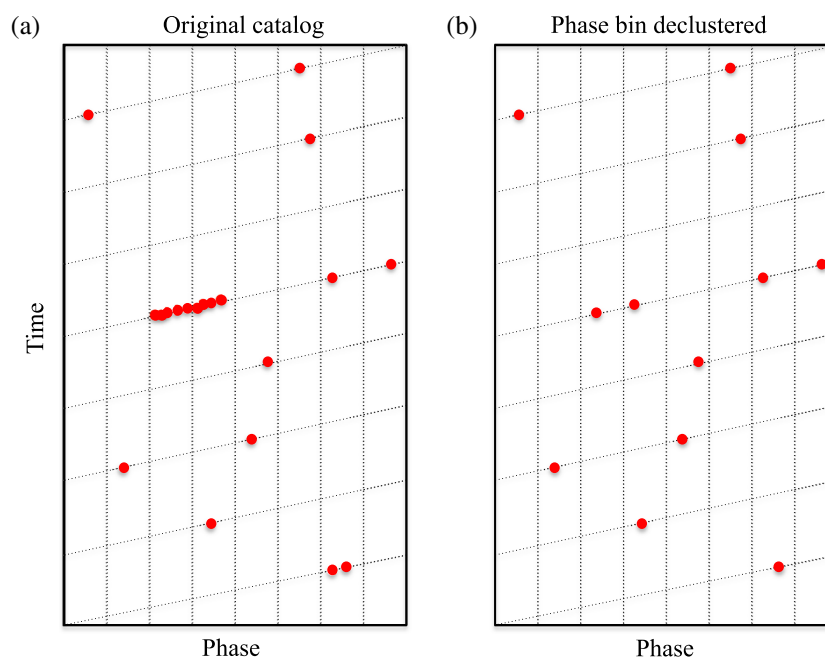 (a) Original catalog
(b) Phase bin declustered
Time
Phase
Phase